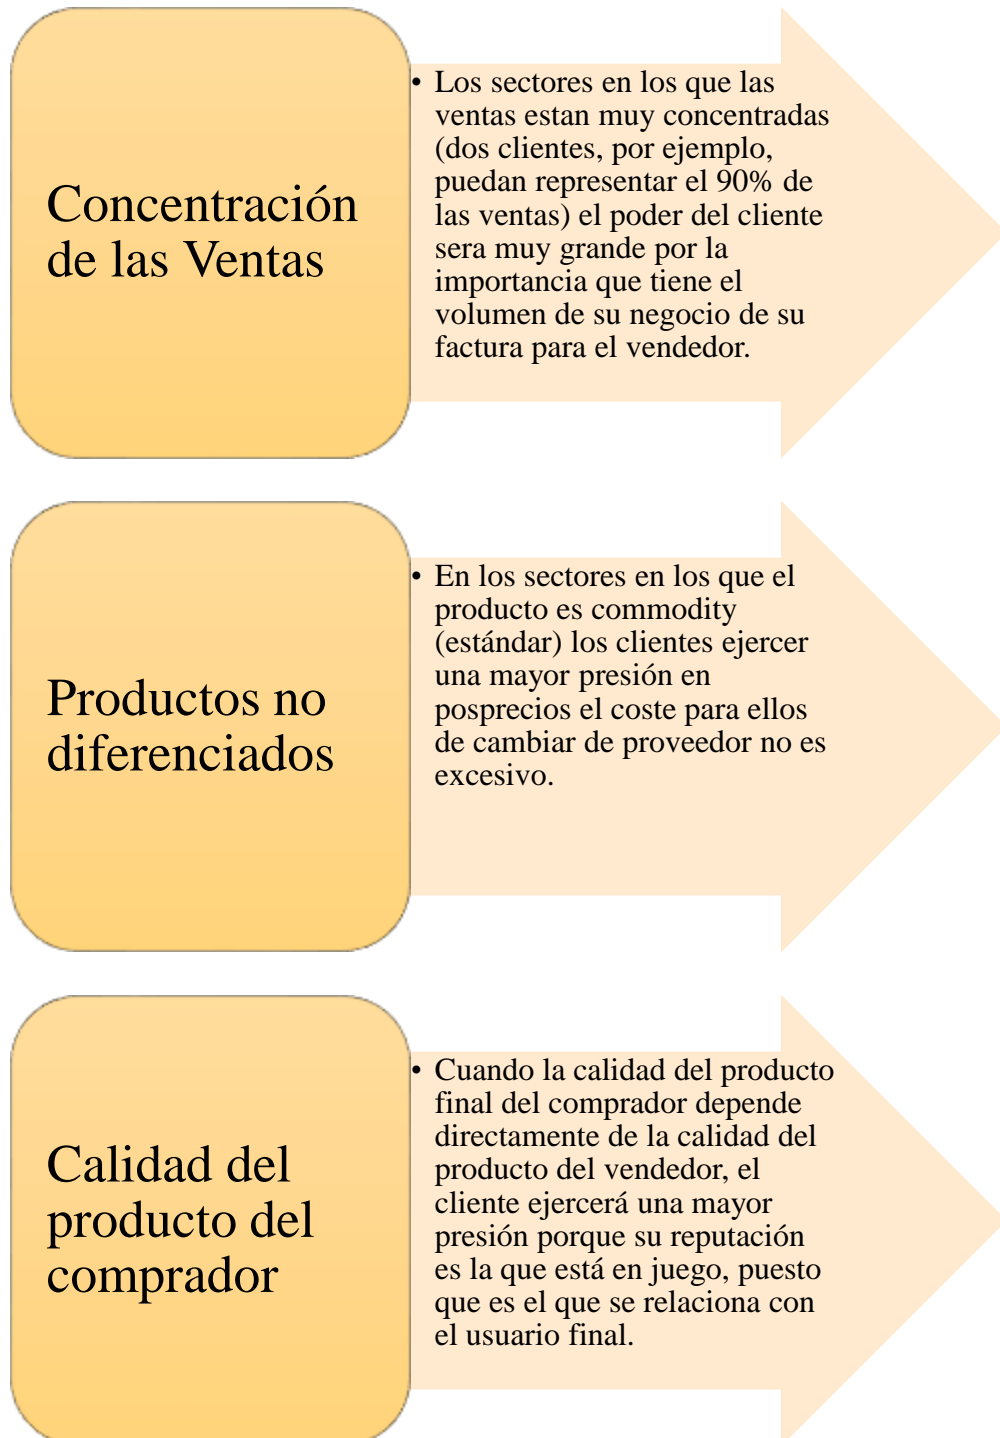 Concentración
de las Ventas
• Los sectores en los que las
ventas estan muy concentradas
(dos clientes, por ejemplo,
puedan representar el 90% de
las ventas) el poder del cliente
sera muy grande por la
importancia que tiene el
volumen de su negocio de su
factura para el vendedor.
Productos no
diferenciados
• En los sectores en los que el
producto es commodity
(estándar) los clientes ejercer
una mayor presión en
posprecios el coste para ellos
de cambiar de proveedor no es
excesivo.
Calidad del
producto del
comprador
• Cuando la calidad del producto
final del comprador depende
directamente de la calidad del
producto del vendedor, el
cliente ejercerá una mayor
presión porque su reputación
es la que está en juego, puesto
que es el que se relaciona con
el usuario final.